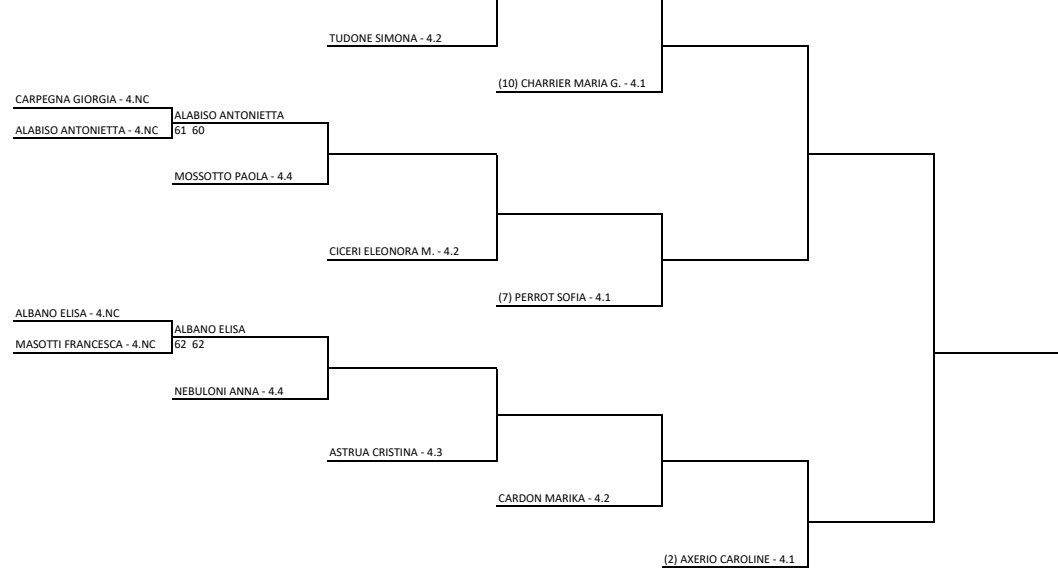 TUDONE SIMONA - 4.2
(10) CHARRIER MARIA G. - 4.1
CARPEGNA GIORGIA - 4.NC
ALABISO ANTONIETTA
ALABISO ANTONIETTA - 4.NC
61 60
MOSSOTTO PAOLA - 4.4
CICERI ELEONORA M. - 4.2
(7) PERROT SOFIA - 4.1
ALBANO ELISA - 4.NC
ALBANO ELISA
MASOTTI FRANCESCA - 4.NC
62 62
NEBULONI ANNA - 4.4
ASTRUA CRISTINA - 4.3
CARDON MARIKA - 4.2
(2) AXERIO CAROLINE - 4.1